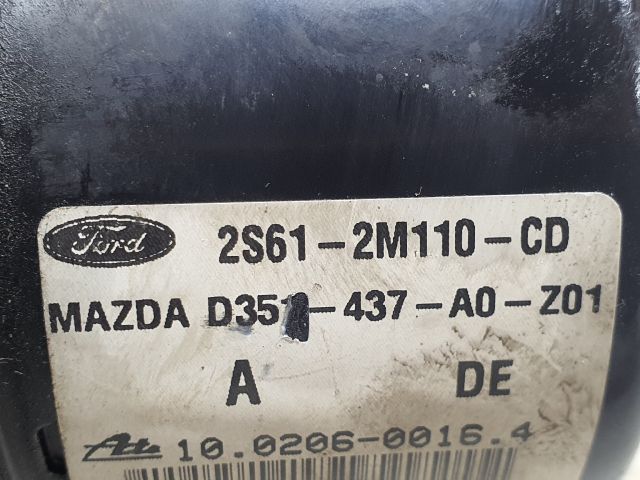 Ford 2S61-2M110-CD
MAZDA D351-437-A0-Z01
A DE
Ate 10.0206-0016.4